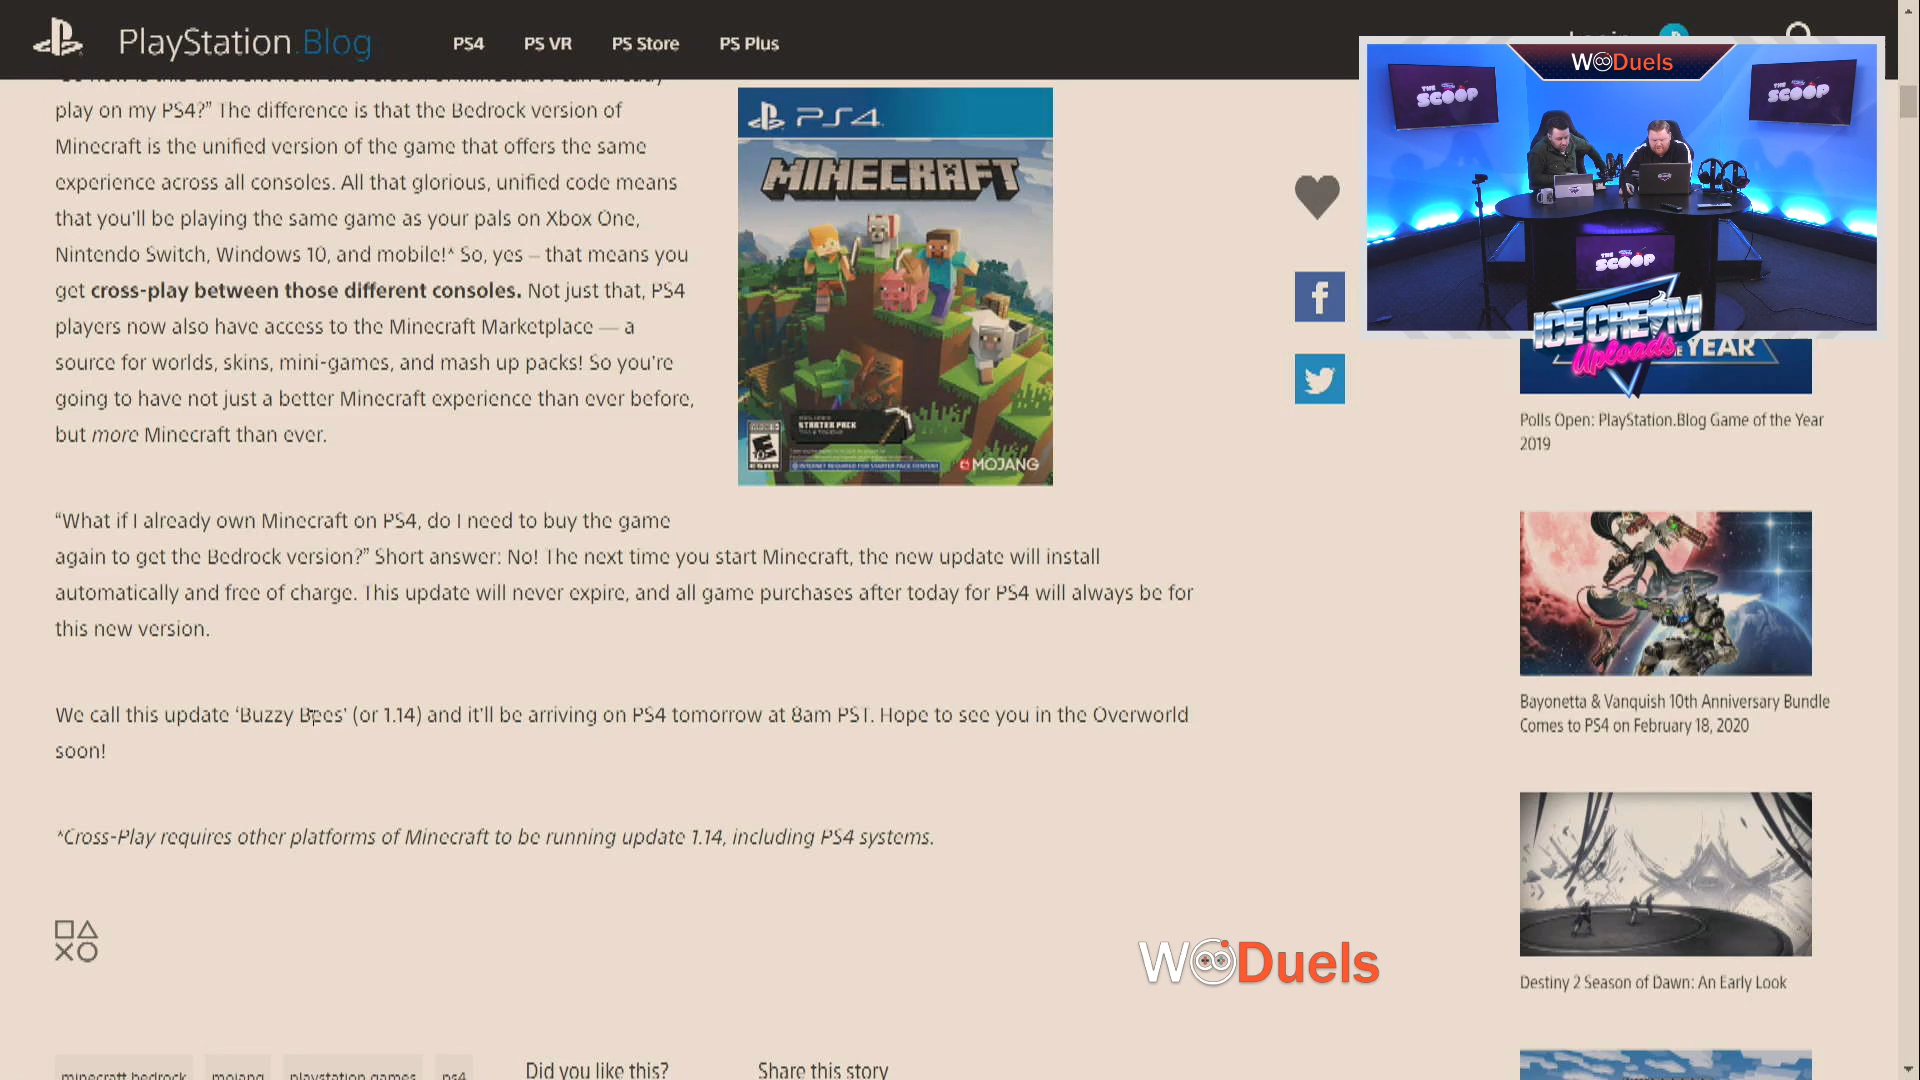 PlayStation.Blog
PS4
PS VR
PS Store
PS Plus
play on my PS4?” The difference is that the Bedrock version of
Minecraft is the unified version of the game that offers the same
experience across all consoles. All that glorious, unified code means
that you'll be playing the same game as your pals on Xbox One,
Nintendo Switch, Windows 10, and mobile!* So, yes – that means you
get cross-play between those different consoles. Not just that, PS4
players now also have access to the Minecraft Marketplace — a
source for worlds, skins, mini-games, and mash up packs! So you're
going to have not just a better Minecraft experience than ever before,
but more Minecraft than ever.
PS4
MINECRAFT
STARTER PACK
INTERNET REQUIRED FOR STARTER PACK CONTENT
ESRB
MOJANG
“What if I already own Minecraft on PS4, do I need to buy the game
again to get the Bedrock version?” Short answer: No! The next time you start Minecraft, the new update will install
automatically and free of charge. This update will never expire, and all game purchases after today for PS4 will always be for
this new version.
We call this update ‘Buzzy Bees’ (or 1.14) and it'll be arriving on PS4 tomorrow at 8am PST. Hope to see you in the Overworld
soon!
*Cross-Play requires other platforms of Minecraft to be running update 1.14, including PS4 systems.
minecraft bedrock
mojang
playstation games
ps4
Did you like this?
Share this story
WooDuels
WooDuels
THE SCOOP
THE SCOOP
THE SCOOP
ICE CREAM
Uploads
YEAR
Polls Open: PlayStation.Blog Game of the Year
2019
Bayonetta & Vanquish 10th Anniversary Bundle
Comes to PS4 on February 18, 2020
Destiny 2 Season of Dawn: An Early Look